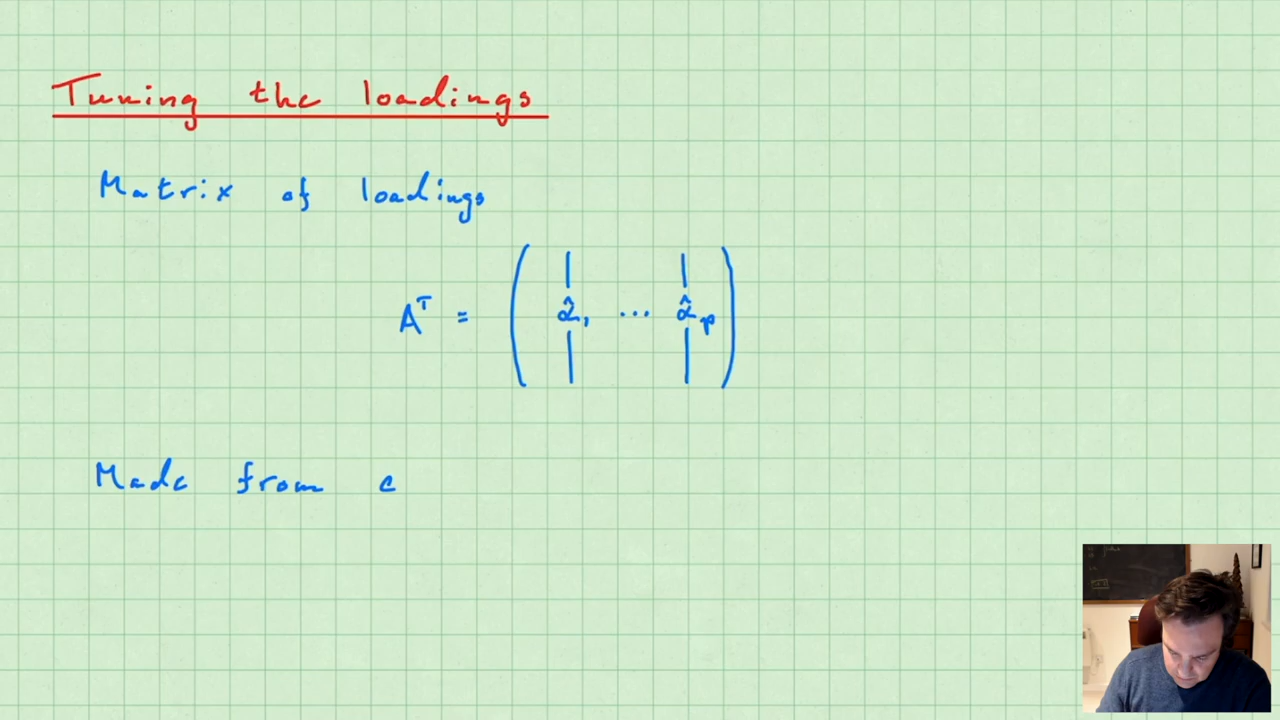 Tuning the loadings
Matrix of loadings
Aᵀ = ( α̂₁ ⋯ α̂ₚ )
Made from e